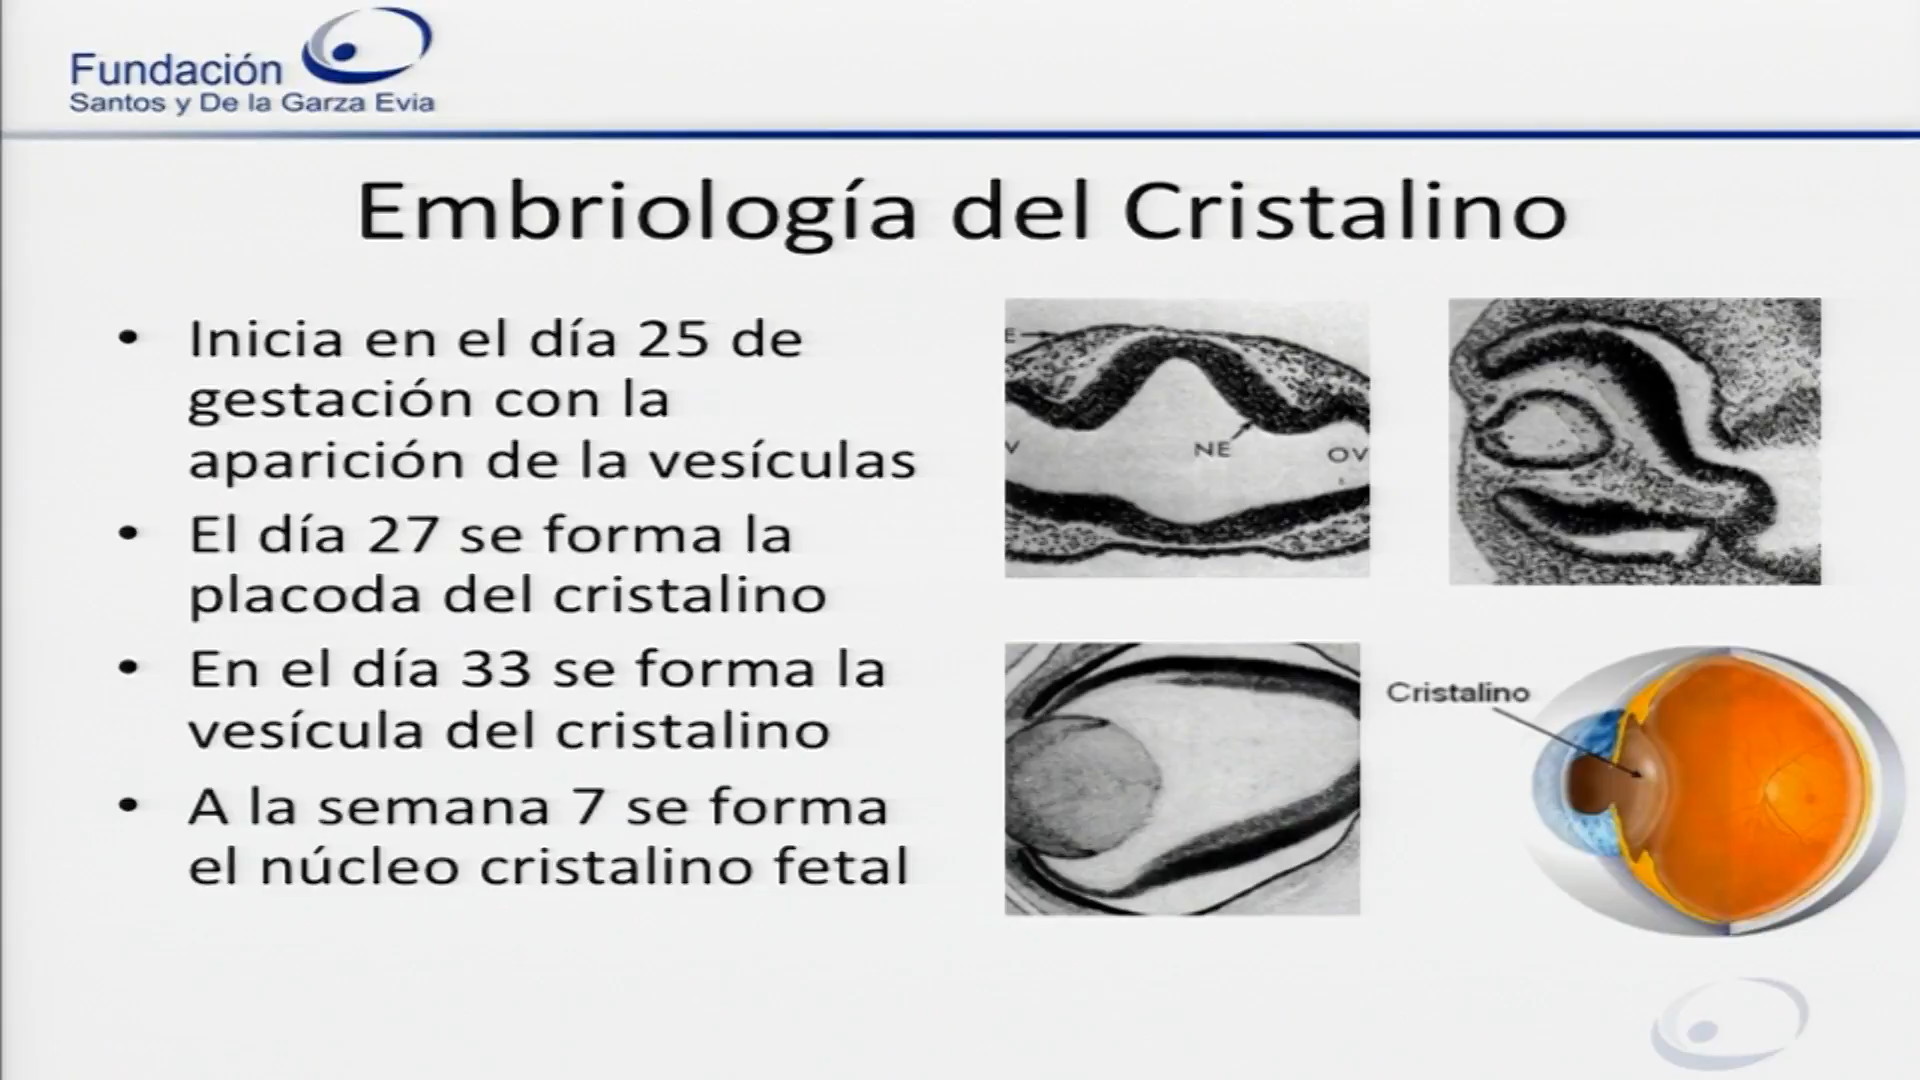 Fundación
Santos y De la Garza Evia
Embriología del Cristalino
• Inicia en el día 25 de
gestación con la
aparición de la vesículas
• El día 27 se forma la
placoda del cristalino
• En el día 33 se forma la
vesícula del cristalino
• A la semana 7 se forma
el núcleo cristalino fetal
E
V
NE
OV
Cristalino